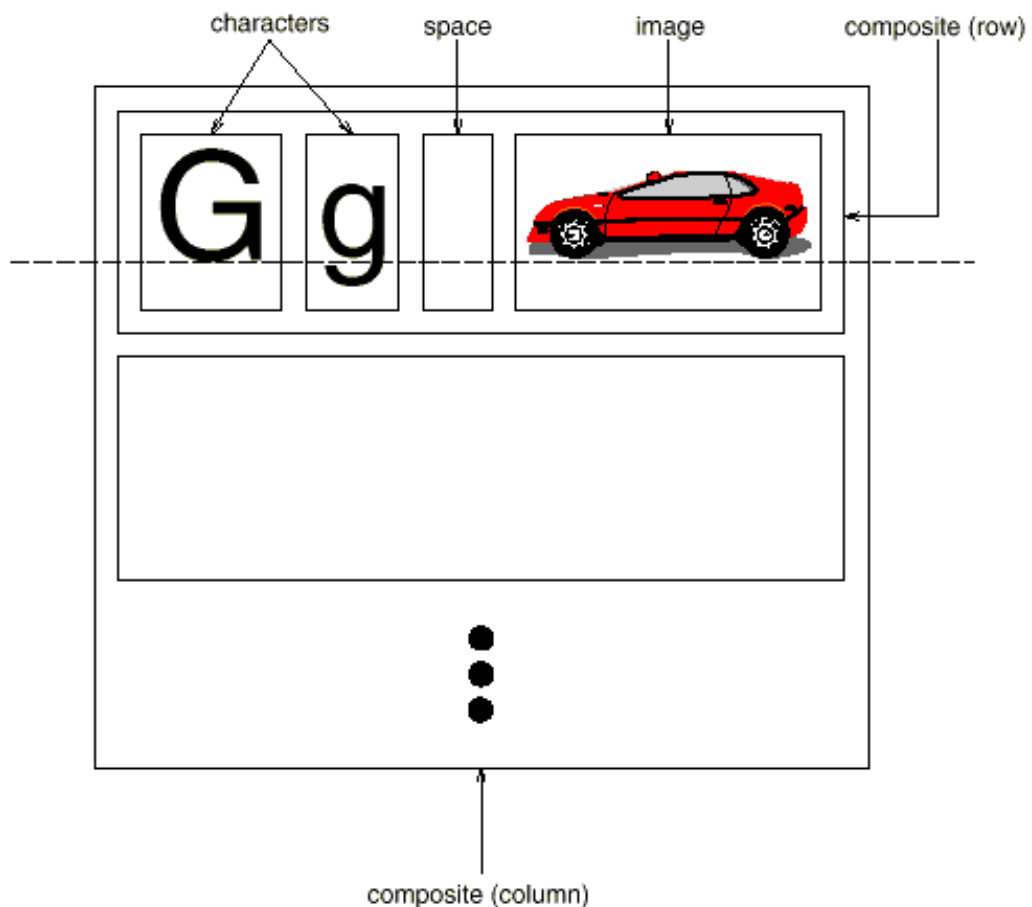 characters space image composite (row)
G g
composite (column)